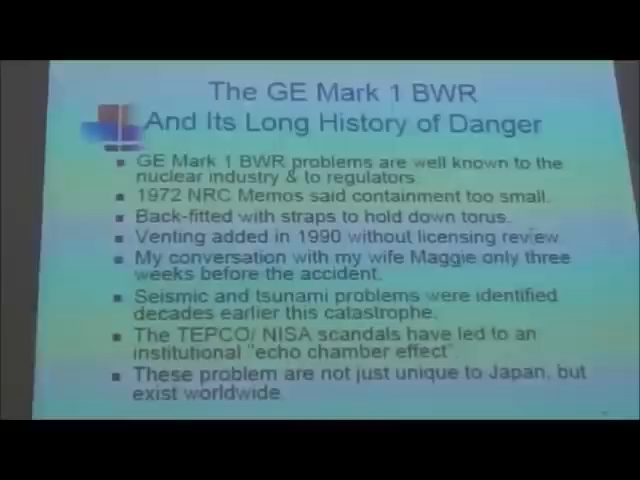 The GE Mark 1 BWR
And Its Long History of Danger
GE Mark 1 BWR problems are well known to the
nuclear industry & to regulators.
1972 NRC Memos said containment too small.
Back-fitted with straps to hold down torus.
Venting added in 1990 without licensing review.
My conversation with my wife Maggie only three
weeks before the accident.
Seismic and tsunami problems were identified
decades earlier this catastrophe.
The TEPCO/ NISA scandals have led to an
institutional "echo chamber effect".
These problem are not just unique to Japan, but
exist worldwide.